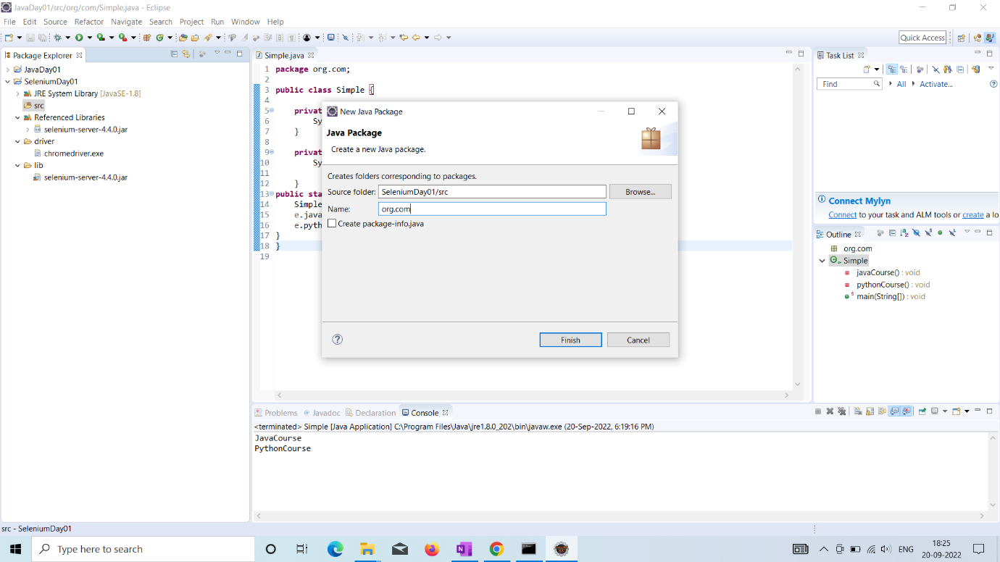 JavaDay01/src/org/com/Simple.java - Eclipse
File Edit Source Refactor Navigate Search Project Run Window Help
Quick Access
Package Explorer
JavaDay01
SeleniumDay01
JRE System Library [JavaSE-1.8]
src
Referenced Libraries
selenium-server-4.4.0.jar
driver
chromedriver.exe
lib
selenium-server-4.4.0.jar
Simple.java
1 package org.com;
2
3 public class Simple {
4
5 privat
6 Sy
7 }
8
9 privat
10 Sy
11
12 }
13 public sta
14 Simple
15 e.java
16 e.pyth
17 }
18 }
19
New Java Package
Java Package
Create a new Java package.
Creates folders corresponding to packages.
Source folder: SeleniumDay01/src Browse...
Name: org.com
Create package-info.java
Finish Cancel
Task List
Find All Activate...
Connect Mylyn
Connect to your task and ALM tools or create a lo
Outline
org.com
Simple
javaCourse() : void
pythonCourse() : void
main(String[]) : void
Problems Javadoc Declaration Console
<terminated> Simple [Java Application] C:\Program Files\Java\jre1.8.0_202\bin\javaw.exe (20-Sep-2022, 6:19:16 PM)
JavaCourse
PythonCourse
src - SeleniumDay01
Type here to search
ENG
18:25
20-09-2022